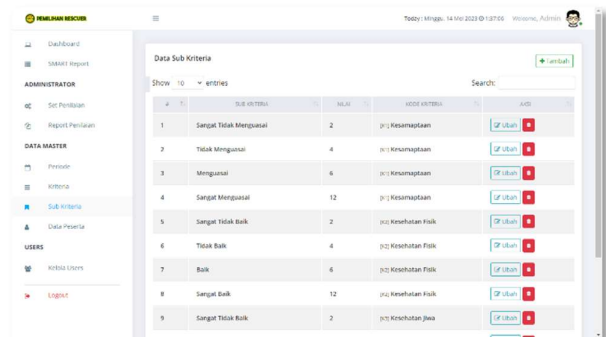 PEMILIHAN RESCUER
Today : Minggu, 14 Mei 2023 @ 1:37:06 Welcome, Admin
Dashboard
SMART Report
ADMINISTRATOR
Set Penilaian
Report Penilaian
DATA MASTER
Periode
Kriteria
Sub Kriteria
Data Peserta
USERS
Kelola Users
Logout
Data Sub Kriteria
+ Tambah
Show 10 entries Search:
# SUB KRITERIA NILAI KODE KRITERIA AKSI
1 Sangat Tidak Menguasai 2 [K1] Kesamaptaan Ubah
2 Tidak Menguasai 4 [K1] Kesamaptaan Ubah
3 Menguasai 6 [K1] Kesamaptaan Ubah
4 Sangat Menguasai 12 [K1] Kesamaptaan Ubah
5 Sangat Tidak Baik 2 [K2] Kesehatan Fisik Ubah
6 Tidak Baik 4 [K2] Kesehatan Fisik Ubah
7 Baik 6 [K2] Kesehatan Fisik Ubah
8 Sangat Baik 12 [K2] Kesehatan Fisik Ubah
9 Sangat Tidak Baik 2 [K3] Kesehatan Jiwa Ubah